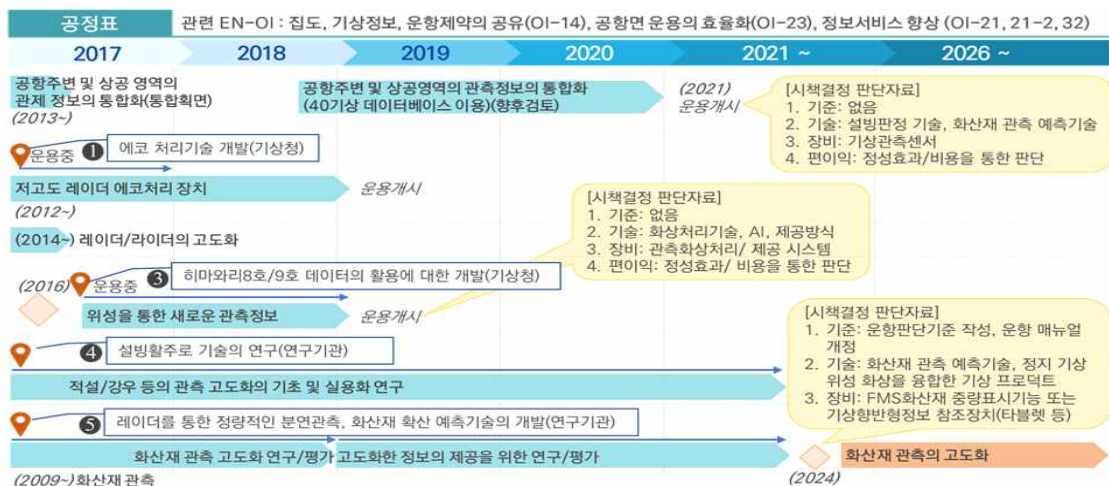 공정표
관련 EN-OI : 집도, 기상정보, 운항제약의 공유(OI-14), 공항면 운용의 효율화(OI-23), 정보서비스 향상 (OI-21, 21-2, 32)
2017
2018
2019
2020
2021 ~
2026 ~
공항주변 및 상공 영역의
관제 정보의 통합화(통합화면)
(2013~)
공항주변 및 상공영역의 관측정보의 통합화
(40기상 데이터베이스 이용)(향후검토)
(2021)
운용개시
[시책결정 판단자료]
1. 기준: 없음
2. 기술: 설빙판정 기술, 화산재 관측 예측기술
3. 장비: 기상관측센서
4. 편이익: 정성효과/비용을 통한 판단
운용중
❶
에코 처리기술 개발(기상청)
저고도 레이더 에코처리 장치
운용개시
(2012~)
[시책결정 판단자료]
1. 기준: 없음
2. 기술: 화상처리기술, AI, 제공방식
3. 장비: 관측화상처리/ 제공 시스템
4. 편이익: 정성효과/ 비용을 통한 판단
(2014~) 레이더/라이더의 고도화
(2016)
운용중
❸
히마와리8호/9호 데이터의 활용에 대한 개발(기상청)
위성을 통한 새로운 관측정보
운용개시
[시책결정 판단자료]
1. 기준: 운항판단기준 작성, 운항 매뉴얼
개정
2. 기술: 화산재 관측 예측기술, 정지 기상
위성 화상을 융합한 기상 프로덕트
3. 장비: FMS화산재 중량표시기능 또는
기상향반형정보 참조장치(타블렛 등)
❹
설빙활주로 기술의 연구(연구기관)
적설/강우 등의 관측 고도화의 기초 및 실용화 연구
❺
레이더를 통한 정량적인 분연관측, 화산재 확산 예측기술의 개발(연구기관)
화산재 관측 고도화 연구/평가
고도화한 정보의 제공을 위한 연구/평가
화산재 관측의 고도화
(2009~) 화산재 관측
(2024)